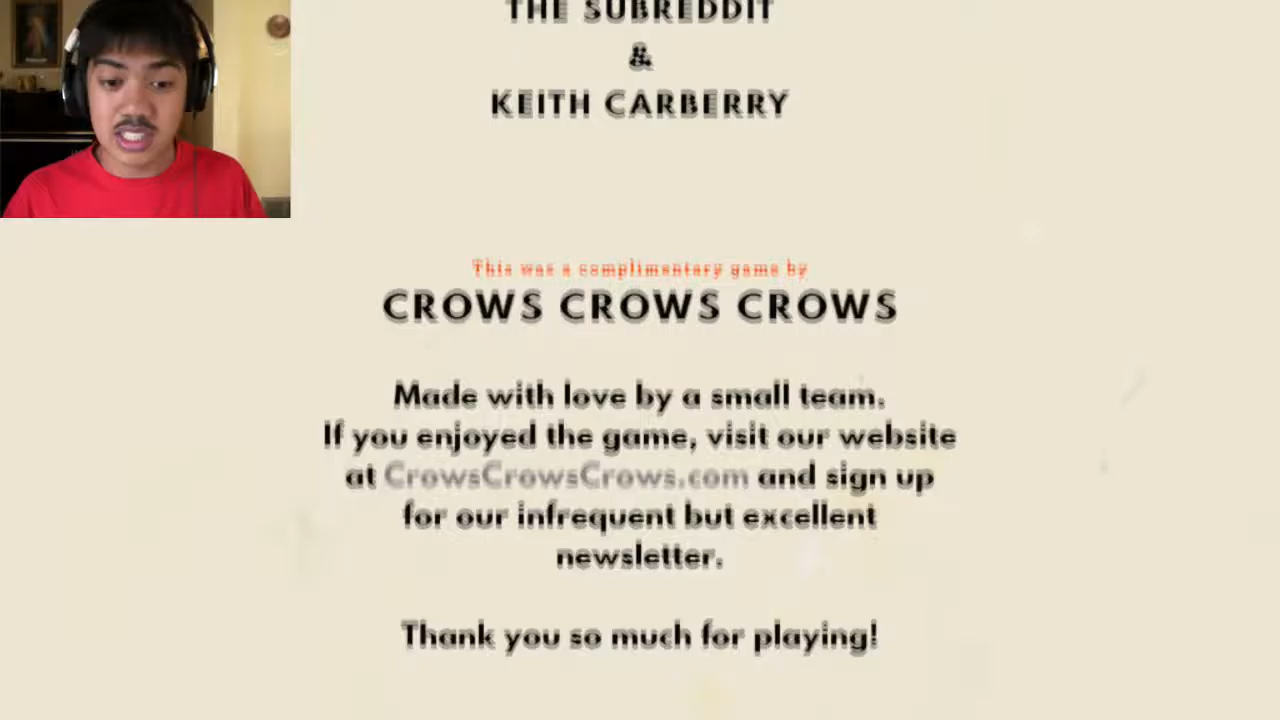 THE SUBREDDIT
&
KEITH CARBERRY
This was a complimentary game by
CROWS CROWS CROWS
Made with love by a small team.
If you enjoyed the game, visit our website
at CrowsCrowsCrows.com and sign up
for our infrequent but excellent
newsletter.
Thank you so much for playing!